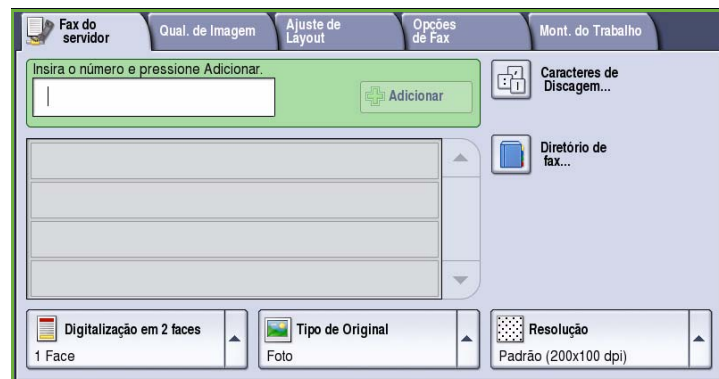 Fax do
servidor
Qual. de Imagem
Ajuste de
Layout
Opções
de Fax
Mont. do Trabalho
Insira o número e pressione Adicionar.
Adicionar
Caracteres de
Discagem...
Diretório de
fax...
Digitalização em 2 faces
1 Face
Tipo de Original
Foto
Resolução
Padrão (200x100 dpi)